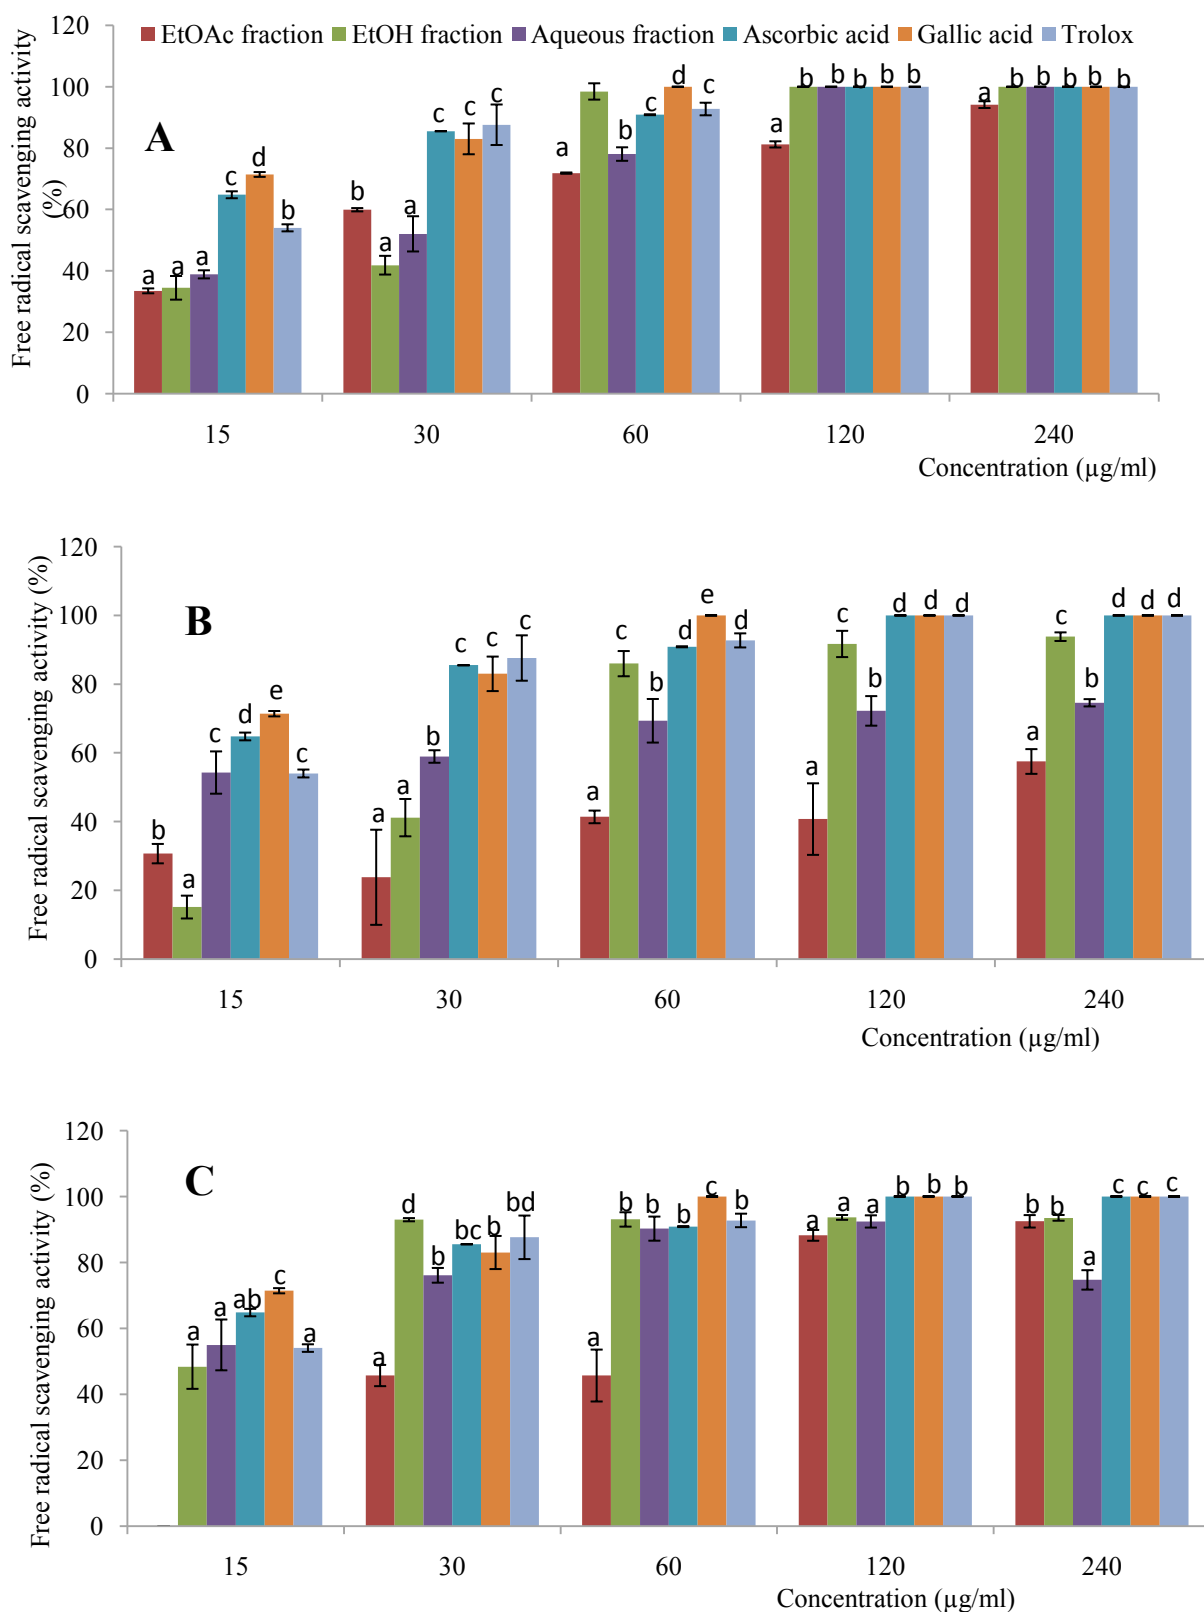 120
EtOAc fraction EtOH fraction Aqueous fraction Ascorbic acid Gallic acid Trolox
Free radical scavenging activity
(%)
A
100
80
60
40
20
0
a a a c d b
b a a c c c
a b c d c
a b b b b b
a b b b b b
15 30 60 120 240
Concentration (µg/ml)
Free radical scavenging activity (%)
B
120
100
80
60
40
20
0
b a c d e c
a a b c c c
a c b d e d
a c b d d d
a c b d d d
15 30 60 120 240
Concentration (µg/ml)
Free radical scavenging activity (%)
C
120
100
80
60
40
20
0
a a ab c a
a d b bc b bd
a b b b c b
a a a b b b
b b a c c c
15 30 60 120 240
Concentration (µg/ml)